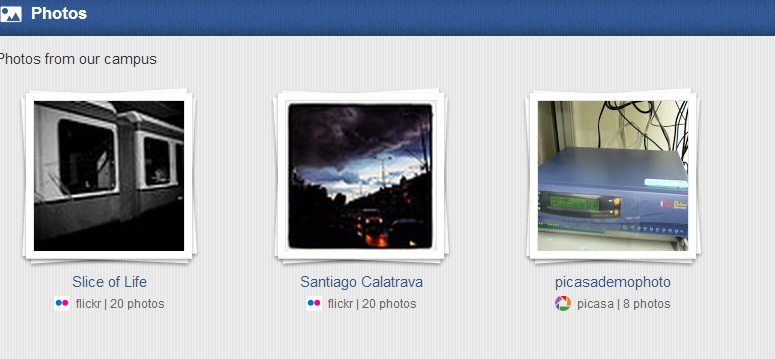 Photos
Photos from our campus
Slice of Life
flickr | 20 photos
Santiago Calatrava
flickr | 20 photos
picasademophoto
picasa | 8 photos